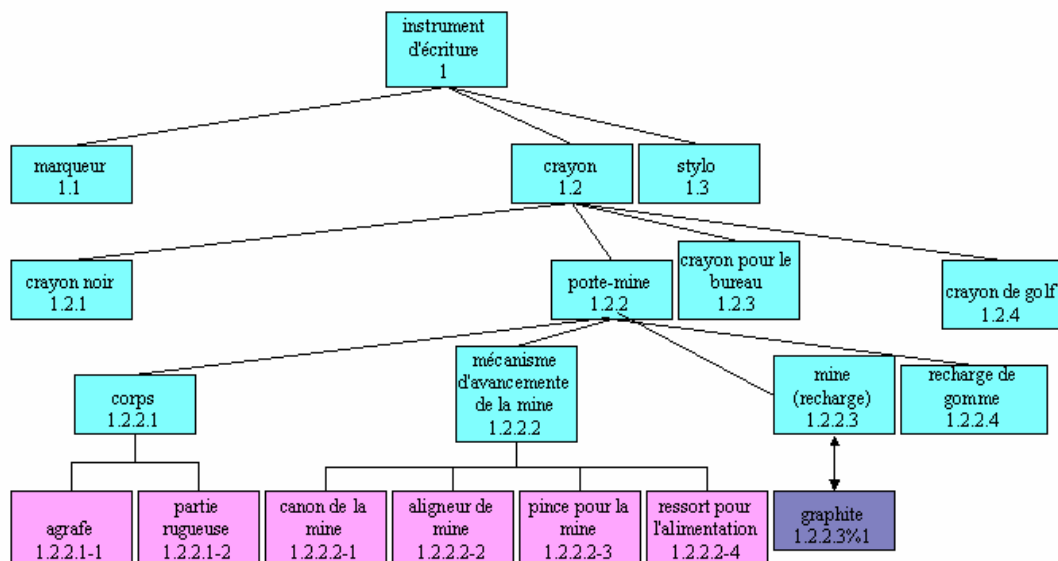 instrument
d'écriture
1
marqueur
1.1
crayon
1.2
stylo
1.3
crayon noir
1.2.1
porte-mine
1.2.2
crayon pour le
bureau
1.2.3
crayon de golf
1.2.4
corps
1.2.2.1
mécanisme
d'avancemente
de la mine
1.2.2.2
mine
(recharge)
1.2.2.3
recharge de
gomme
1.2.2.4
agrafe
1.2.2.1-1
partie
rugueuse
1.2.2.1-2
canon de la
mine
1.2.2.2-1
aligneur de
mine
1.2.2.2-2
pince pour la
mine
1.2.2.2-3
ressort pour
l'alimentation
1.2.2.2-4
graphite
1.2.2.3%1